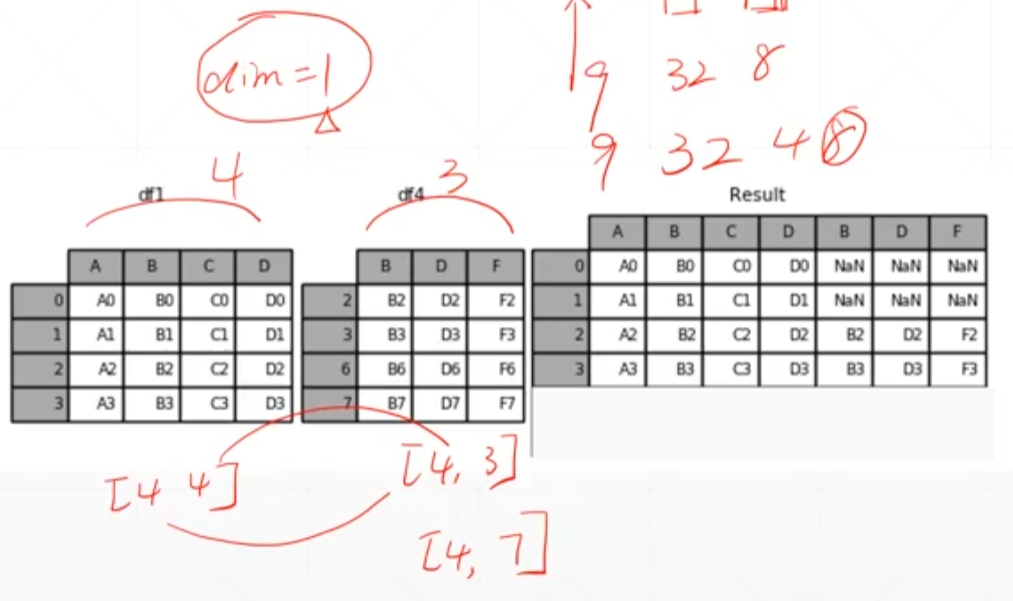 dim=1
9 32 8
9 32 4 8
4
3
df1
df4
Result
A B C D
0 A0 B0 C0 D0
1 A1 B1 C1 D1
2 A2 B2 C2 D2
3 A3 B3 C3 D3
B D F
2 B2 D2 F2
3 B3 D3 F3
6 B6 D6 F6
7 B7 D7 F7
A B C D B D F
0 A0 B0 C0 D0 NaN NaN NaN
1 A1 B1 C1 D1 NaN NaN NaN
2 A2 B2 C2 D2 B2 D2 F2
3 A3 B3 C3 D3 B3 D3 F3
[4 4]
[4, 3]
[4, 7]